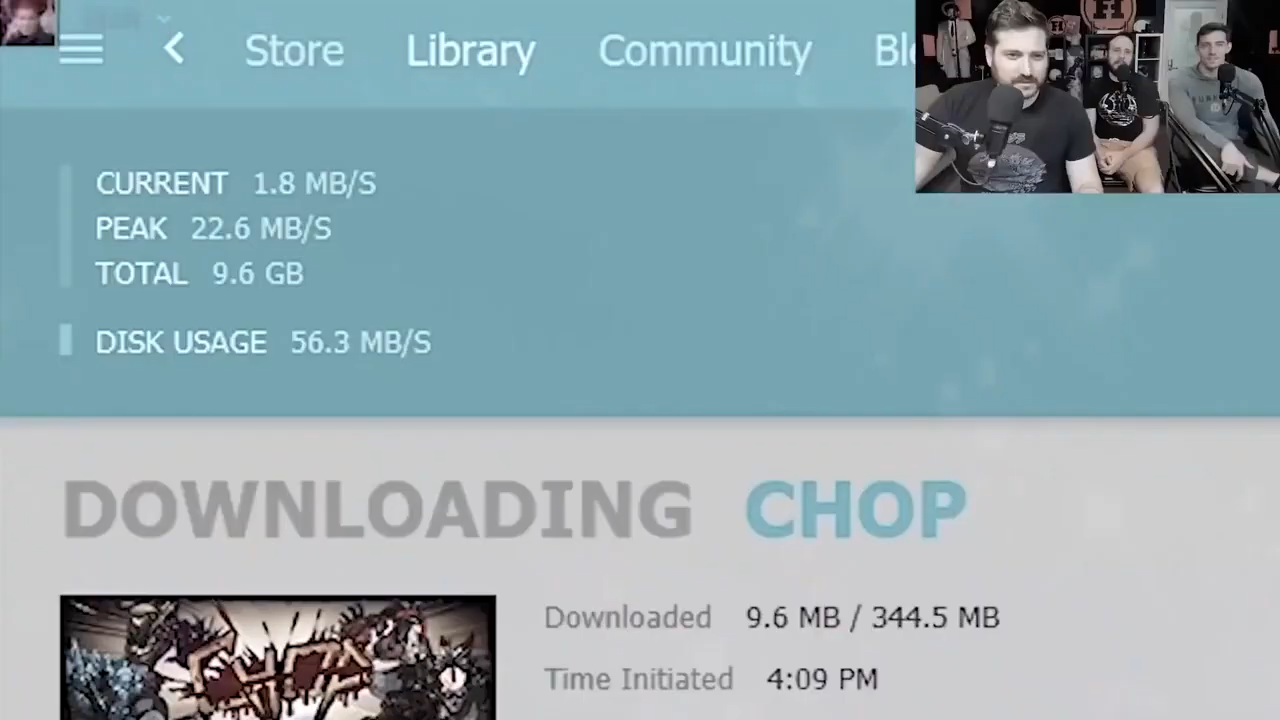 Store Library Community
CURRENT 1.8 MB/S
PEAK 22.6 MB/S
TOTAL 9.6 GB
DISK USAGE 56.3 MB/S
DOWNLOADING CHOP
CHOP
Downloaded 9.6 MB / 344.5 MB
Time Initiated 4:09 PM